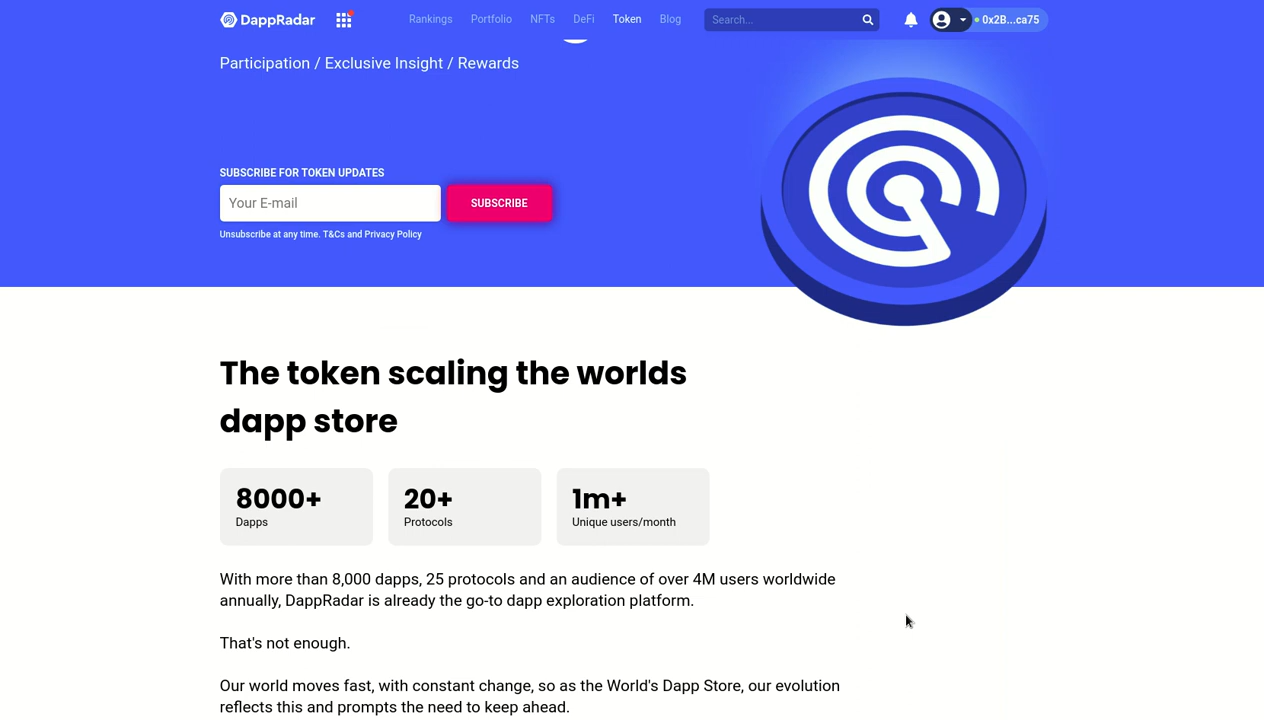 DappRadar
Rankings Portfolio NFTs DeFi Token Blog Search... 0x2B...ca75
Participation / Exclusive Insight / Rewards
SUBSCRIBE FOR TOKEN UPDATES
Your E-mail SUBSCRIBE
Unsubscribe at any time. T&Cs and Privacy Policy
The token scaling the worlds
dapp store
8000+ 20+ 1m+
Dapps Protocols Unique users/month
With more than 8,000 dapps, 25 protocols and an audience of over 4M users worldwide
annually, DappRadar is already the go-to dapp exploration platform.
That's not enough.
Our world moves fast, with constant change, so as the World's Dapp Store, our evolution
reflects this and prompts the need to keep ahead.